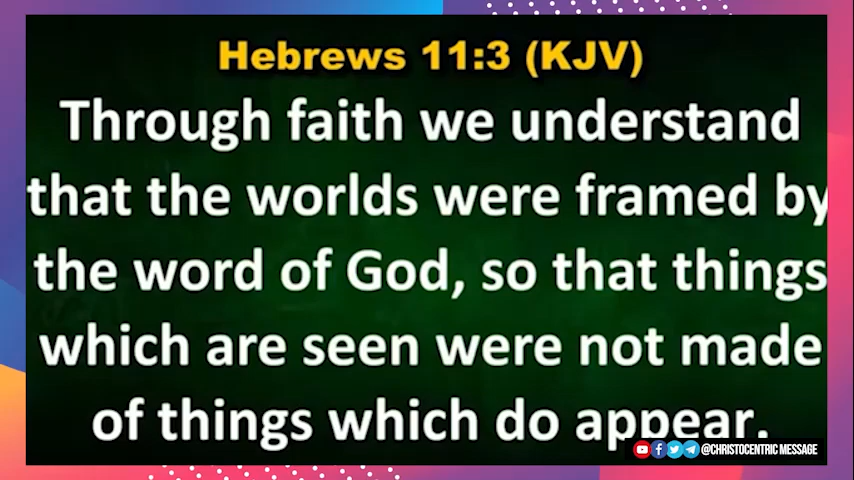 Hebrews 11:3 (KJV)
Through faith we understand
that the worlds were framed by
the word of God, so that things
which are seen were not made
of things which do appear.
@CHRISTOCENTRIC MESSAGE